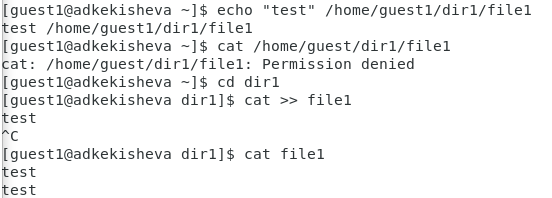 [guest1@adkekisheva ~]$ echo "test" /home/guest1/dir1/file1
test /home/guest1/dir1/file1
[guest1@adkekisheva ~]$ cat /home/guest/dir1/file1
cat: /home/guest/dir1/file1: Permission denied
[guest1@adkekisheva ~]$ cd dir1
[guest1@adkekisheva dir1]$ cat >> file1
test
^C
[guest1@adkekisheva dir1]$ cat file1
test
test